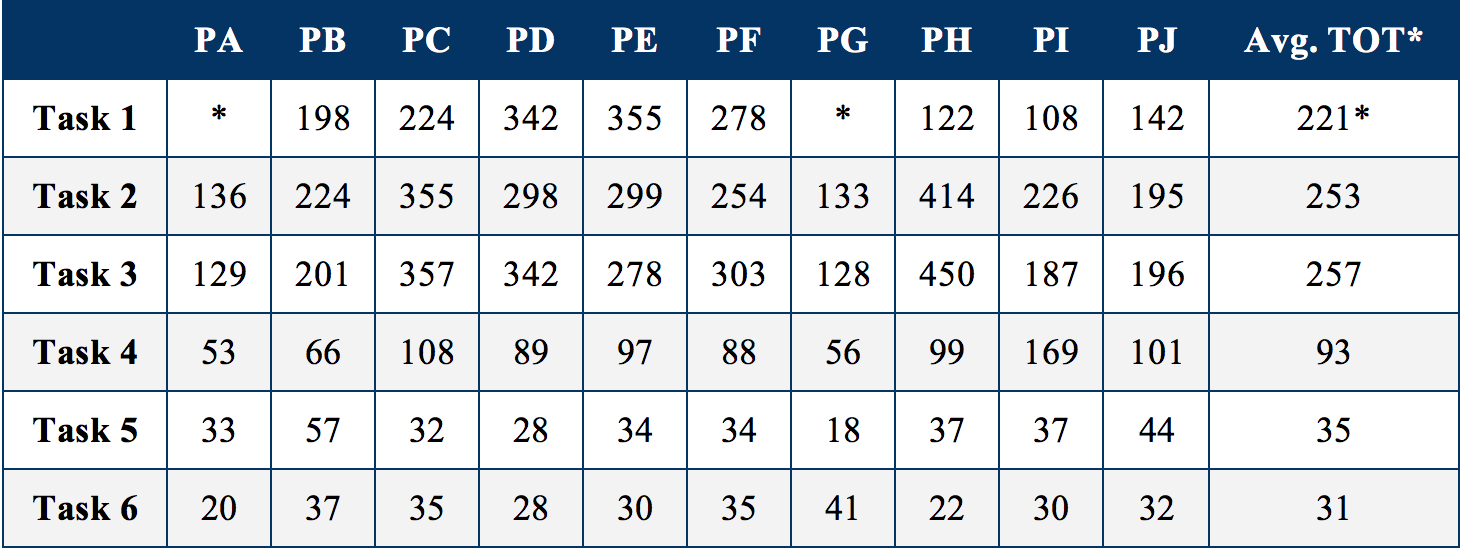 PA PB PC PD PE PF PG PH PI PJ Avg. TOT*
Task 1 * 198 224 342 355 278 * 122 108 142 221*
Task 2 136 224 355 298 299 254 133 414 226 195 253
Task 3 129 201 357 342 278 303 128 450 187 196 257
Task 4 53 66 108 89 97 88 56 99 169 101 93
Task 5 33 57 32 28 34 34 18 37 37 44 35
Task 6 20 37 35 28 30 35 41 22 30 32 31